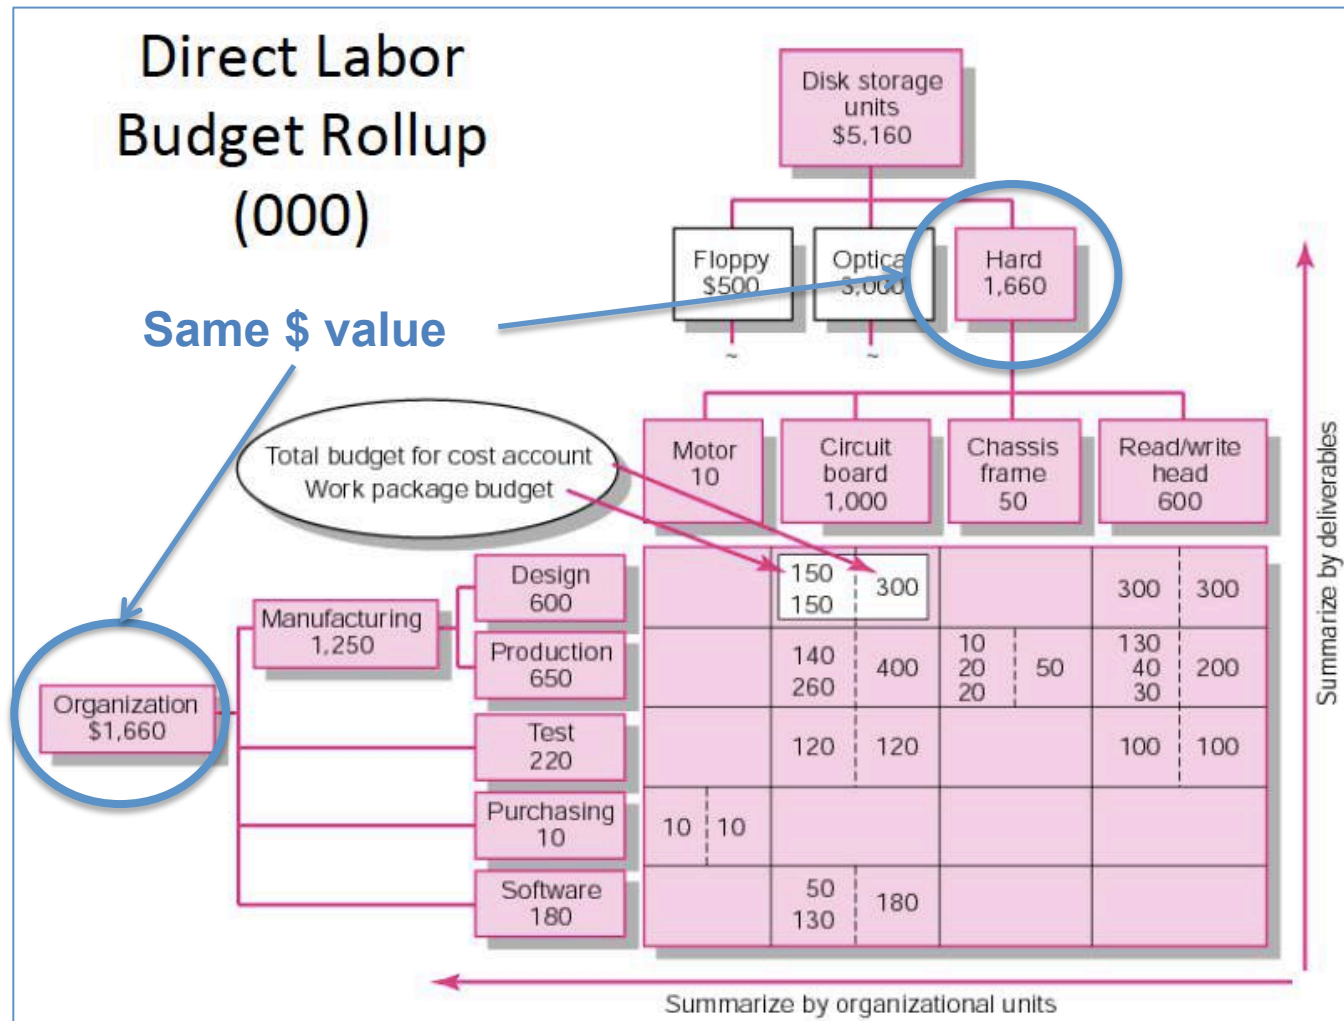 Direct Labor
Budget Rollup
(000)
Disk storage
units
$5,160
Floppy
$500
Optica
3,000
Hard
1,660
Same $ value
~
~
Total budget for cost account
Work package budget
Motor
10
Circuit
board
1,000
Chassis
frame
50
Read/write
head
600
Summarize by deliverables
Organization
$1,660
Manufacturing
1,250
Design
600
150
150
300
300
300
Production
650
140
260
400
10
20
20
50
130
40
30
200
Test
220
120
120
100
100
Purchasing
10
10
10
Software
180
50
130
180
Summarize by organizational units